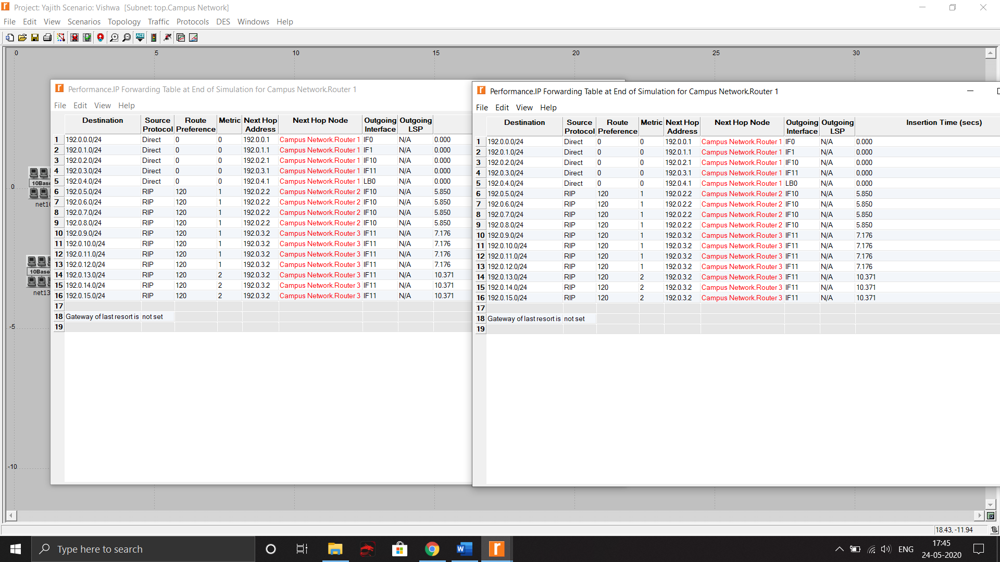 Project: Yajith Scenario: Vishwa [Subnet: top.Campus Network]
File Edit View Scenarios Topology Traffic Protocols DES Windows Help
0 5 10 15 20 25 30
0
-5
-10
10Base
net10
10Base
net13
Performance.IP Forwarding Table at End of Simulation for Campus Network.Router 1
File Edit View Help
Destination Source Protocol Route Preference Metric Next Hop Address Next Hop Node Outgoing Interface Outgoing LSP
1 192.0.0.0/24 Direct 0 0 192.0.0.1 Campus Network.Router 1 IF0 N/A 0.000
2 192.0.1.0/24 Direct 0 0 192.0.1.1 Campus Network.Router 1 IF1 N/A 0.000
3 192.0.2.0/24 Direct 0 0 192.0.2.1 Campus Network.Router 1 IF10 N/A 0.000
4 192.0.3.0/24 Direct 0 0 192.0.3.1 Campus Network.Router 1 IF11 N/A 0.000
5 192.0.4.0/24 Direct 0 0 192.0.4.1 Campus Network.Router 1 LB0 N/A 0.000
6 192.0.5.0/24 RIP 120 1 192.0.2.2 Campus Network.Router 2 IF10 N/A 5.850
7 192.0.6.0/24 RIP 120 1 192.0.2.2 Campus Network.Router 2 IF10 N/A 5.850
8 192.0.7.0/24 RIP 120 1 192.0.2.2 Campus Network.Router 2 IF10 N/A 5.850
9 192.0.8.0/24 RIP 120 1 192.0.2.2 Campus Network.Router 2 IF10 N/A 5.850
10 192.0.9.0/24 RIP 120 1 192.0.3.2 Campus Network.Router 3 IF11 N/A 7.176
11 192.0.10.0/24 RIP 120 1 192.0.3.2 Campus Network.Router 3 IF11 N/A 7.176
12 192.0.11.0/24 RIP 120 1 192.0.3.2 Campus Network.Router 3 IF11 N/A 7.176
13 192.0.12.0/24 RIP 120 1 192.0.3.2 Campus Network.Router 3 IF11 N/A 7.176
14 192.0.13.0/24 RIP 120 2 192.0.3.2 Campus Network.Router 3 IF11 N/A 10.371
15 192.0.14.0/24 RIP 120 2 192.0.3.2 Campus Network.Router 3 IF11 N/A 10.371
16 192.0.15.0/24 RIP 120 2 192.0.3.2 Campus Network.Router 3 IF11 N/A 10.371
17
18 Gateway of last resort is not set
19
Performance.IP Forwarding Table at End of Simulation for Campus Network.Router 1
File Edit View Help
Destination Source Protocol Route Preference Metric Next Hop Address Next Hop Node Outgoing Interface Outgoing LSP Insertion Time (secs)
1 192.0.0.0/24 Direct 0 0 192.0.0.1 Campus Network.Router 1 IF0 N/A 0.000
2 192.0.1.0/24 Direct 0 0 192.0.1.1 Campus Network.Router 1 IF1 N/A 0.000
3 192.0.2.0/24 Direct 0 0 192.0.2.1 Campus Network.Router 1 IF10 N/A 0.000
4 192.0.3.0/24 Direct 0 0 192.0.3.1 Campus Network.Router 1 IF11 N/A 0.000
5 192.0.4.0/24 Direct 0 0 192.0.4.1 Campus Network.Router 1 LB0 N/A 0.000
6 192.0.5.0/24 RIP 120 1 192.0.2.2 Campus Network.Router 2 IF10 N/A 5.850
7 192.0.6.0/24 RIP 120 1 192.0.2.2 Campus Network.Router 2 IF10 N/A 5.850
8 192.0.7.0/24 RIP 120 1 192.0.2.2 Campus Network.Router 2 IF10 N/A 5.850
9 192.0.8.0/24 RIP 120 1 192.0.2.2 Campus Network.Router 2 IF10 N/A 5.850
10 192.0.9.0/24 RIP 120 1 192.0.3.2 Campus Network.Router 3 IF11 N/A 7.176
11 192.0.10.0/24 RIP 120 1 192.0.3.2 Campus Network.Router 3 IF11 N/A 7.176
12 192.0.11.0/24 RIP 120 1 192.0.3.2 Campus Network.Router 3 IF11 N/A 7.176
13 192.0.12.0/24 RIP 120 1 192.0.3.2 Campus Network.Router 3 IF11 N/A 7.176
14 192.0.13.0/24 RIP 120 2 192.0.3.2 Campus Network.Router 3 IF11 N/A 10.371
15 192.0.14.0/24 RIP 120 2 192.0.3.2 Campus Network.Router 3 IF11 N/A 10.371
16 192.0.15.0/24 RIP 120 2 192.0.3.2 Campus Network.Router 3 IF11 N/A 10.371
17
18 Gateway of last resort is not set
19
18.43, -11.94
Type here to search
ENG
17:45
24-05-2020